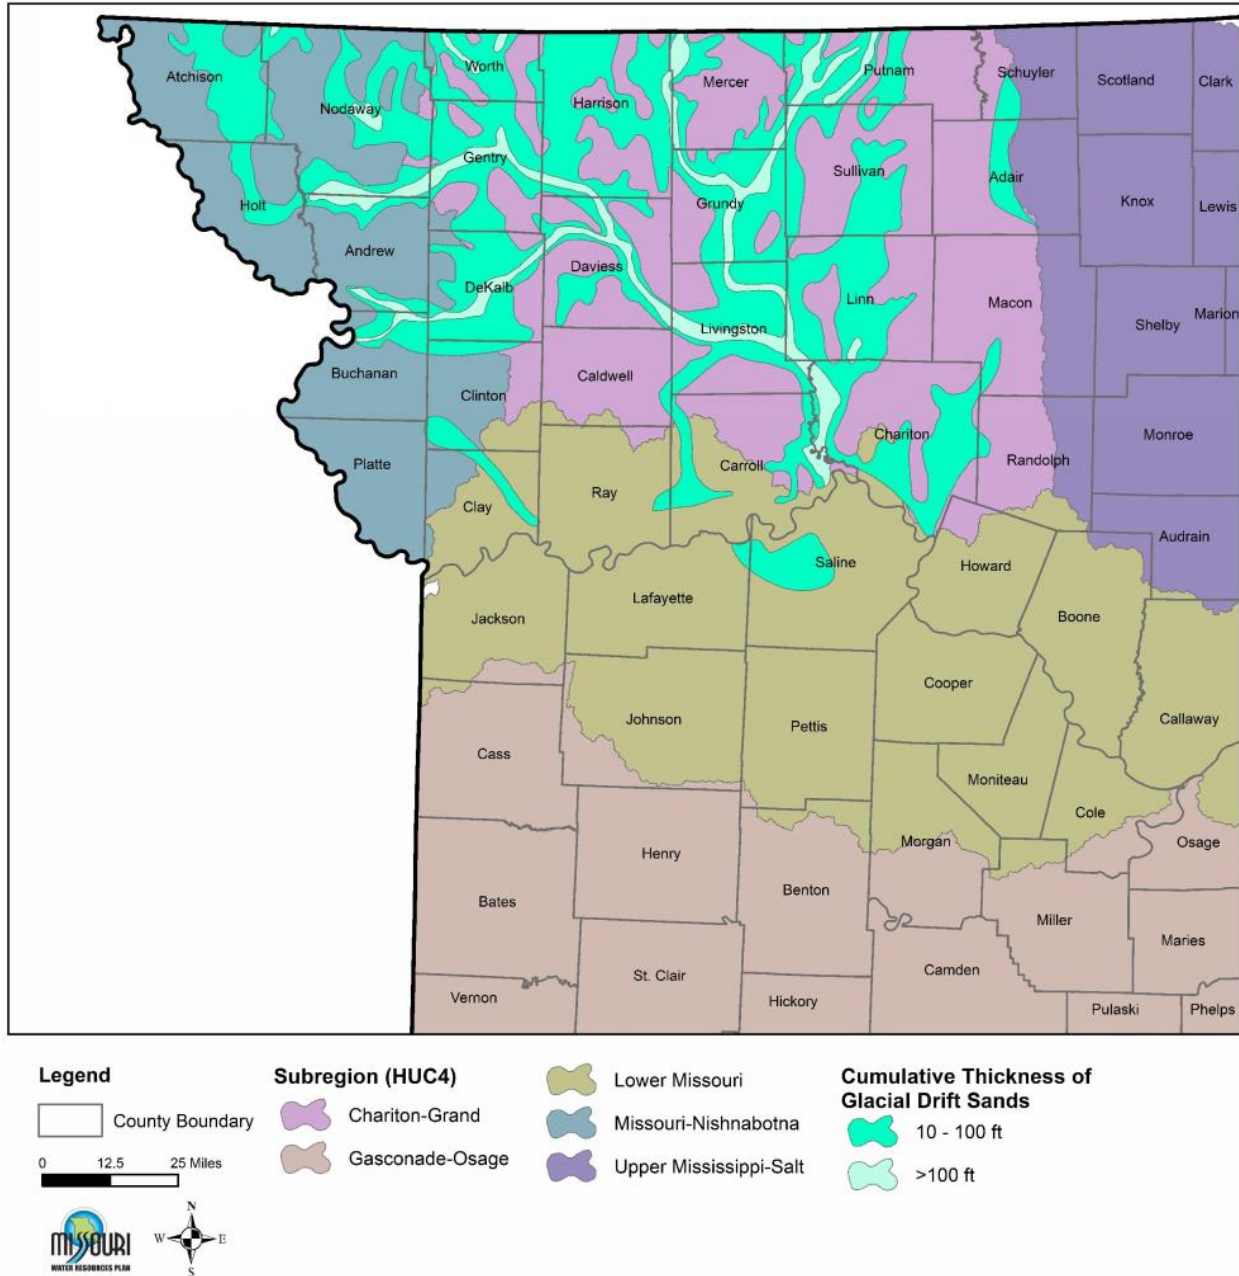 Atchison
Nodaway
Worth
Harrison
Mercer
Putnam
Schuyler
Scotland
Clark
Holt
Gentry
Grundy
Sullivan
Adair
Knox
Lewis
Andrew
DeKalb
Daviess
Livingston
Linn
Macon
Shelby
Marion
Buchanan
Clinton
Caldwell
Carroll
Chariton
Randolph
Monroe
Platte
Clay
Ray
Saline
Howard
Audrain
Jackson
Lafayette
Boone
Cass
Johnson
Pettis
Cooper
Callaway
Moniteau
Cole
Henry
Morgan
Osage
Bates
Benton
Miller
Maries
Vernon
St. Clair
Hickory
Camden
Pulaski
Phelps
Legend
County Boundary
0 12.5 25 Miles
Subregion (HUC4)
Chariton-Grand
Gasconade-Osage
Lower Missouri
Missouri-Nishnabotna
Upper Mississippi-Salt
Cumulative Thickness of
Glacial Drift Sands
10 - 100 ft
>100 ft
MISSOURI
WATER RESOURCES PLAN
N
W E
S